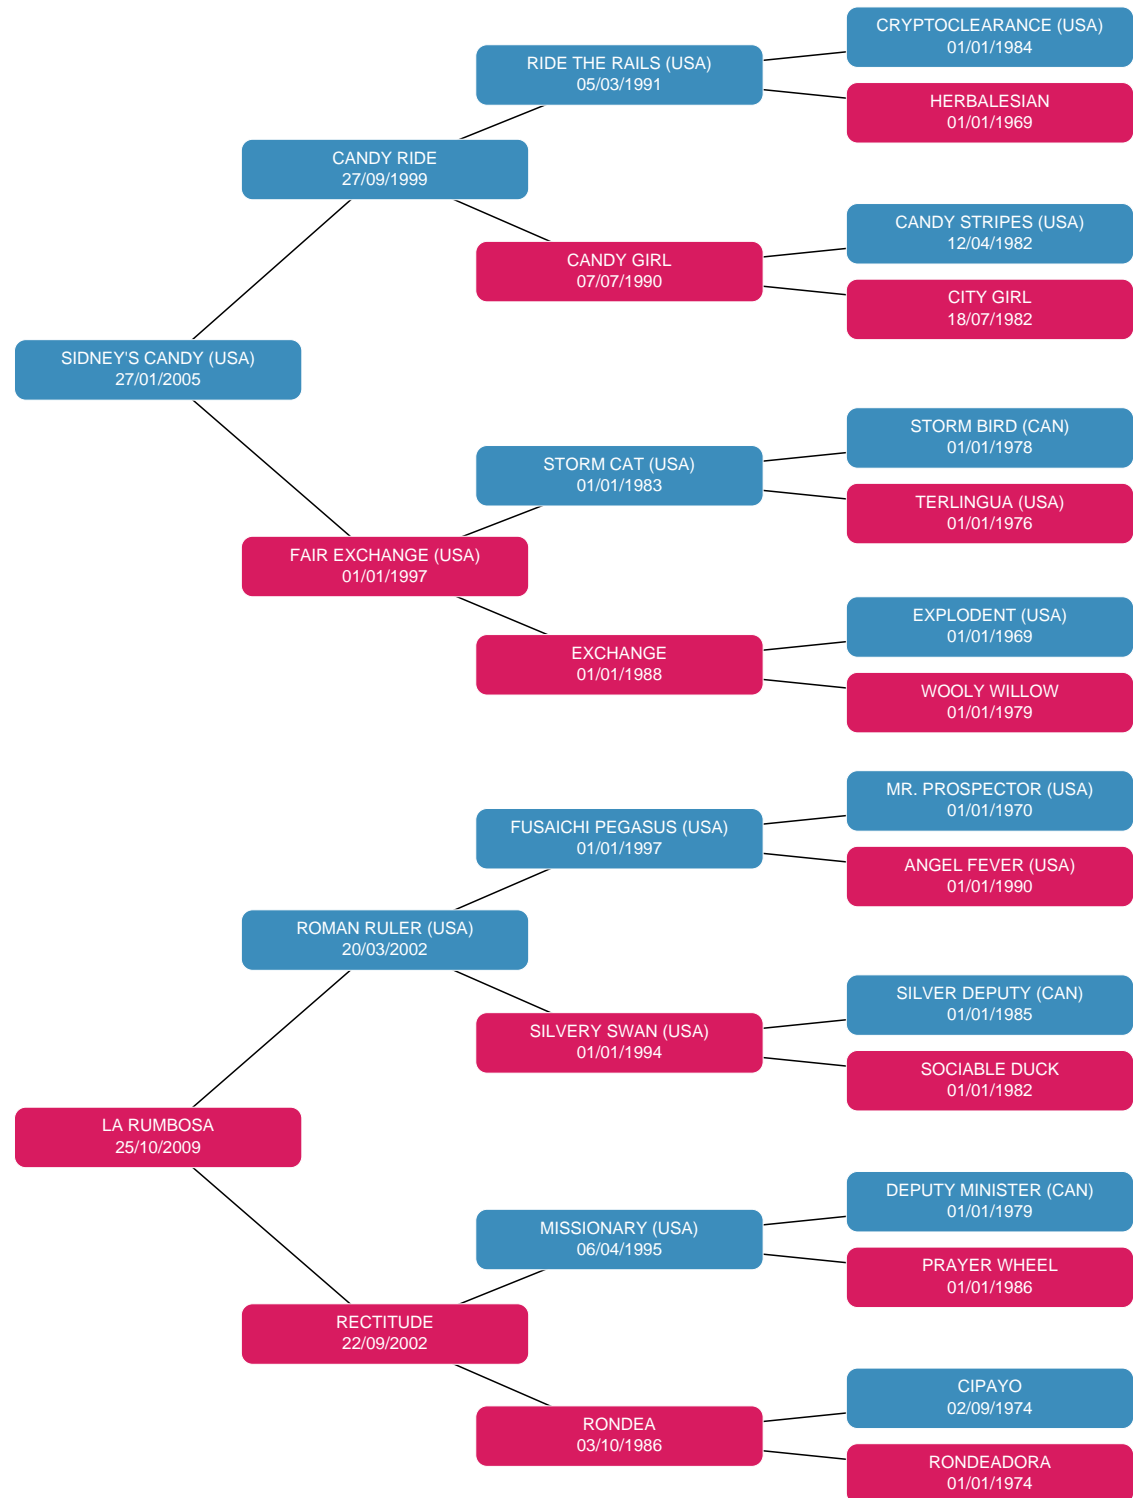 CRYPTOCLEARANCE (USA)
01/01/1984
RIDE THE RAILS (USA)
05/03/1991
HERBALESIAN
01/01/1969
CANDY RIDE
27/09/1999
CANDY STRIPES (USA)
12/04/1982
CANDY GIRL
07/07/1990
CITY GIRL
18/07/1982
SIDNEY'S CANDY (USA)
27/01/2005
STORM BIRD (CAN)
01/01/1978
STORM CAT (USA)
01/01/1983
TERLINGUA (USA)
01/01/1976
FAIR EXCHANGE (USA)
01/01/1997
EXPLODENT (USA)
01/01/1969
EXCHANGE
01/01/1988
WOOLY WILLOW
01/01/1979
MR. PROSPECTOR (USA)
01/01/1970
FUSAICHI PEGASUS (USA)
01/01/1997
ANGEL FEVER (USA)
01/01/1990
ROMAN RULER (USA)
20/03/2002
SILVER DEPUTY (CAN)
01/01/1985
SILVERY SWAN (USA)
01/01/1994
SOCIABLE DUCK
01/01/1982
LA RUMBOSA
25/10/2009
DEPUTY MINISTER (CAN)
01/01/1979
MISSIONARY (USA)
06/04/1995
PRAYER WHEEL
01/01/1986
RECTITUDE
22/09/2002
CIPAYO
02/09/1974
RONDEA
03/10/1986
RONDEADORA
01/01/1974